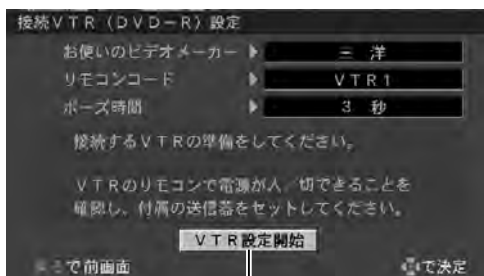 接続VTR(DVD-R)設定
お使いのビデオメーカー ▶ 三 洋
リモコンコード ▶ VTR1
ポーズ時間 ▶ 3 秒
接続するVTRの準備をしてください。
VTRのリモコンで電源が入/切できることを
確認し、付属の送信器をセットしてください。
VTR設定開始
で前画面 で決定